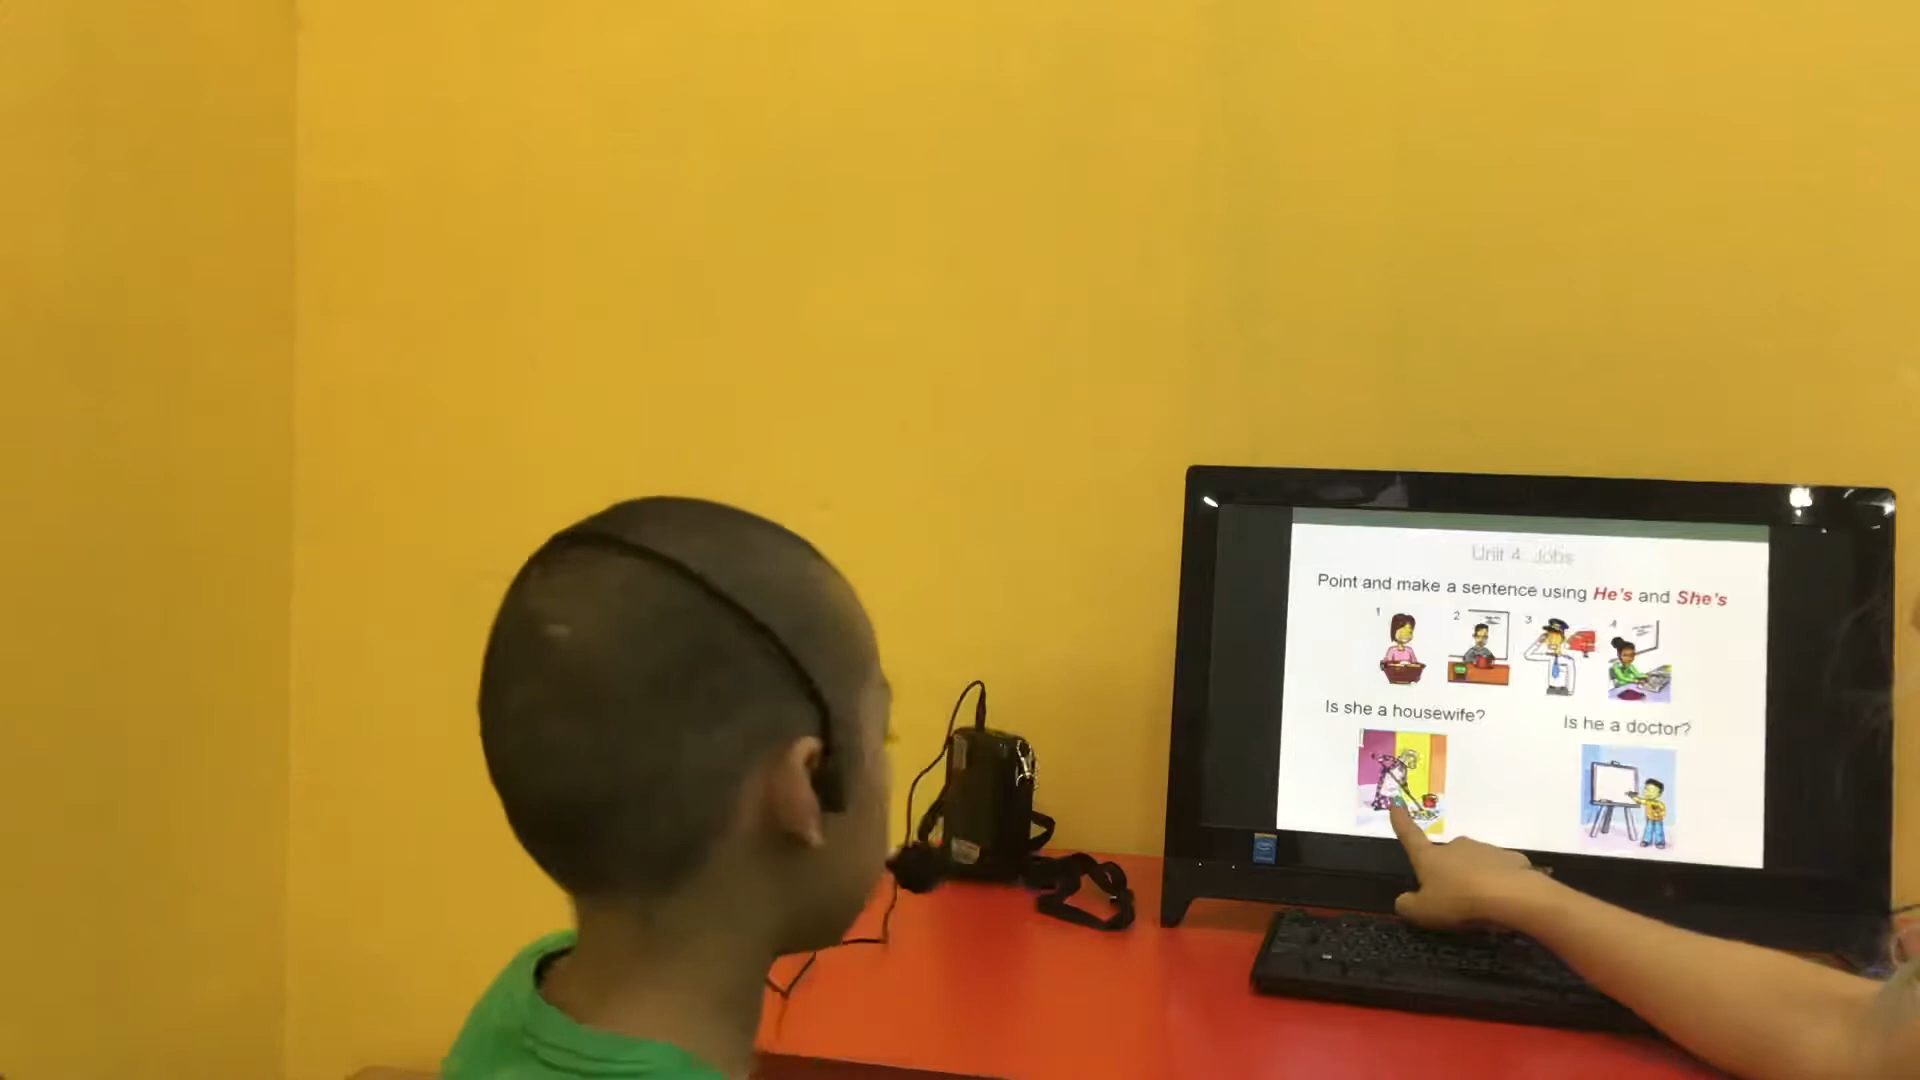 Unit 4: Jobs
Point and make a sentence using He's and She's
1 2 3 4
Is she a housewife? Is he a doctor?